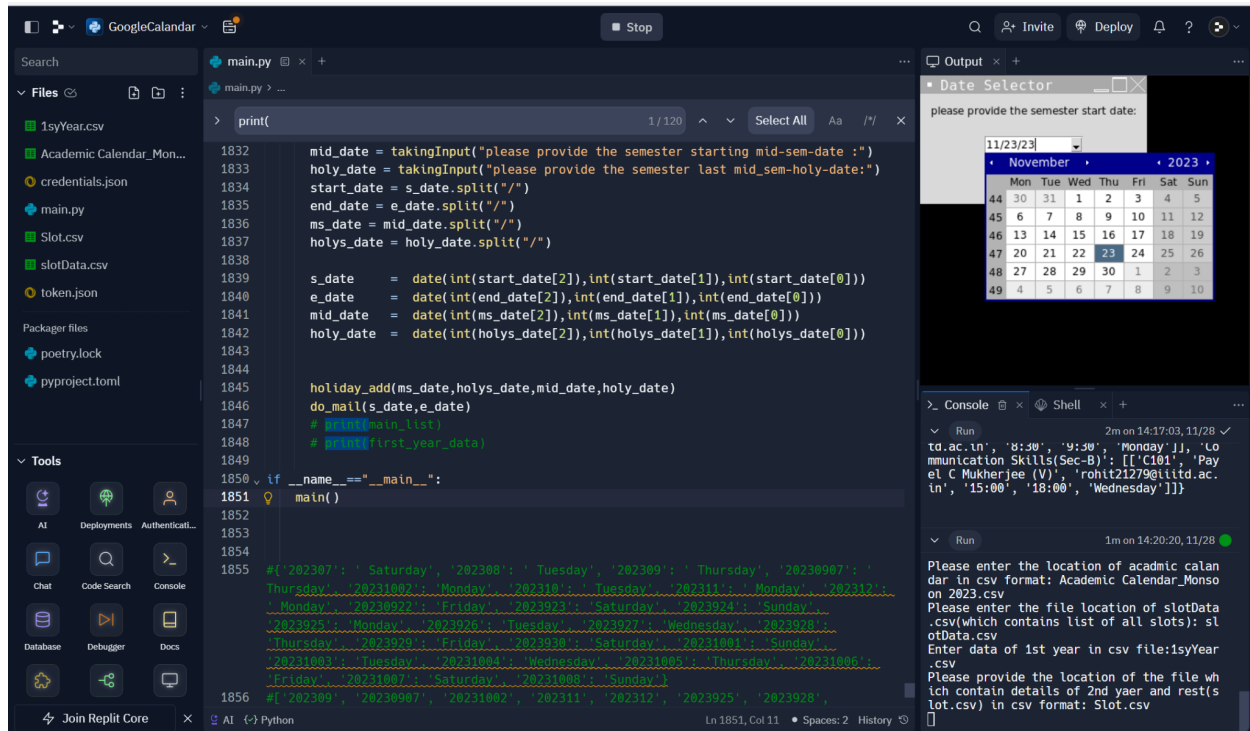 GoogleCalandar
Stop
Invite
Deploy
?
Search
Files
1syYear.csv
Academic Calendar_Mon...
credentials.json
main.py
Slot.csv
slotData.csv
token.json
Packager files
poetry.lock
pyproject.toml
Tools
AI
Deployments
Authenticati...
Chat
Code Search
Console
Database
Debugger
Docs
Join Replit Core
main.py
main.py > ...
print(
1 / 120
Select All
Aa
/*/
1832 mid_date = takingInput("please provide the semester starting mid-sem-date :")
1833 holy_date = takingInput("please provide the semester last mid_sem-holy-date:")
1834 start_date = s_date.split("/")
1835 end_date = e_date.split("/")
1836 ms_date = mid_date.split("/")
1837 holys_date = holy_date.split("/")
1838
1839 s_date = date(int(start_date[2]),int(start_date[1]),int(start_date[0]))
1840 e_date = date(int(end_date[2]),int(end_date[1]),int(end_date[0]))
1841 mid_date = date(int(ms_date[2]),int(ms_date[1]),int(ms_date[0]))
1842 holy_date = date(int(holys_date[2]),int(holys_date[1]),int(holys_date[0]))
1843
1844
1845 holiday_add(ms_date,holys_date,mid_date,holy_date)
1846 do_mail(s_date,e_date)
1847 # print(main_list)
1848 # print(first_year_data)
1849
1850 if __name__=="__main__":
1851 main()
1852
1853
1854
1855 #{'202307': ' Saturday', '202308': ' Tuesday', '202309': ' Thursday', '20230907': '
Thursday', '20231002': 'Monday', '202310': ' Tuesday', '202311': ' Monday', '202312':
' Monday', '20230922': 'Friday', '2023923': 'Saturday', '2023924': 'Sunday',
'2023925': 'Monday', '2023926': 'Tuesday', '2023927': 'Wednesday', '2023928':
'Thursday', '2023929': 'Friday', '2023930': 'Saturday', '20231001': 'Sunday',
'20231003': 'Tuesday', '20231004': 'Wednesday', '20231005': 'Thursday', '20231006':
'Friday', '20231007': 'Saturday', '20231008': 'Sunday'}
1856 #['202309', '20230907', '20231002', '202311', '202312', '2023925', '2023928',
AI Python
Ln 1851, Col 11 Spaces: 2 History
Output
Date Selector
please provide the semester start date:
11/23/23
November 2023
Mon Tue Wed Thu Fri Sat Sun
44 30 31 1 2 3 4 5
45 6 7 8 9 10 11 12
46 13 14 15 16 17 18 19
47 20 21 22 23 24 25 26
48 27 28 29 30 1 2 3
49 4 5 6 7 8 9 10
Console
Shell
Run 2m on 14:17:03, 11/28
td.ac.in', '8:30', '9:30', 'Monday']], 'Co
mmunication Skills(Sec-B)': [['C101', 'Pay
el C Mukherjee (V)', 'rohit21279@iiitd.ac.
in', '15:00', '18:00', 'Wednesday']]}
Run 1m on 14:20:20, 11/28
Please enter the location of acadmic calan
dar in csv format: Academic Calendar_Monso
on 2023.csv
Please enter the file location of slotData
.csv(which contains list of all slots): sl
otData.csv
Enter data of 1st year in csv file:1syYear
.csv
Please provide the location of the file wh
ich contain details of 2nd yaer and rest(s
lot.csv) in csv format: Slot.csv